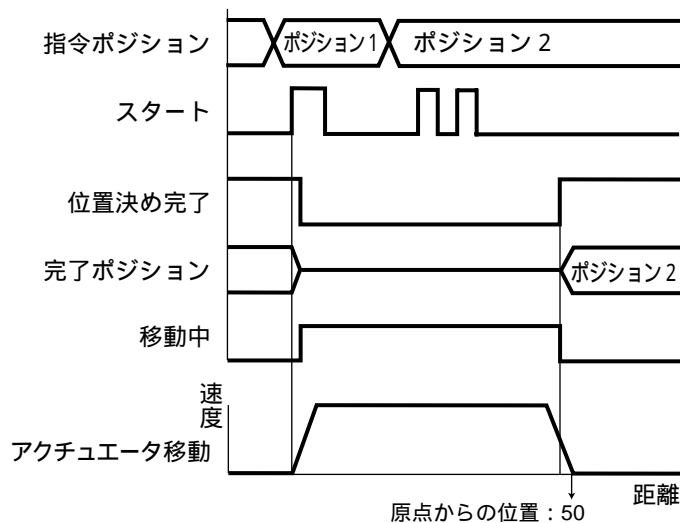 指令ポジション
ポジション1
ポジション2
スタート
位置決め完了
完了ポジション
ポジション2
移動中
速度
アクチュエータ移動
距離
原点からの位置：50